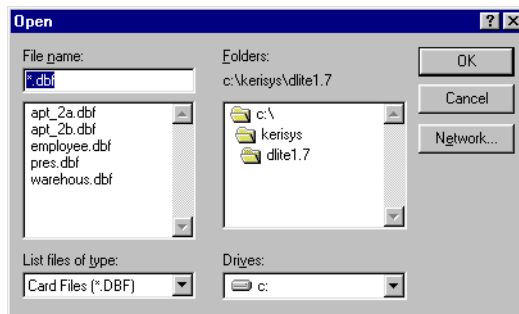 Open
File name:
*.dbf
apt_2a.dbf
apt_2b.dbf
employee.dbf
pres.dbf
warehous.dbf
List files of type:
Card Files (*.DBF)
Folders:
c:\kerisys\dlite1.7
c:\
kerisys
dlite1.7
Drives:
c:
OK
Cancel
Network...